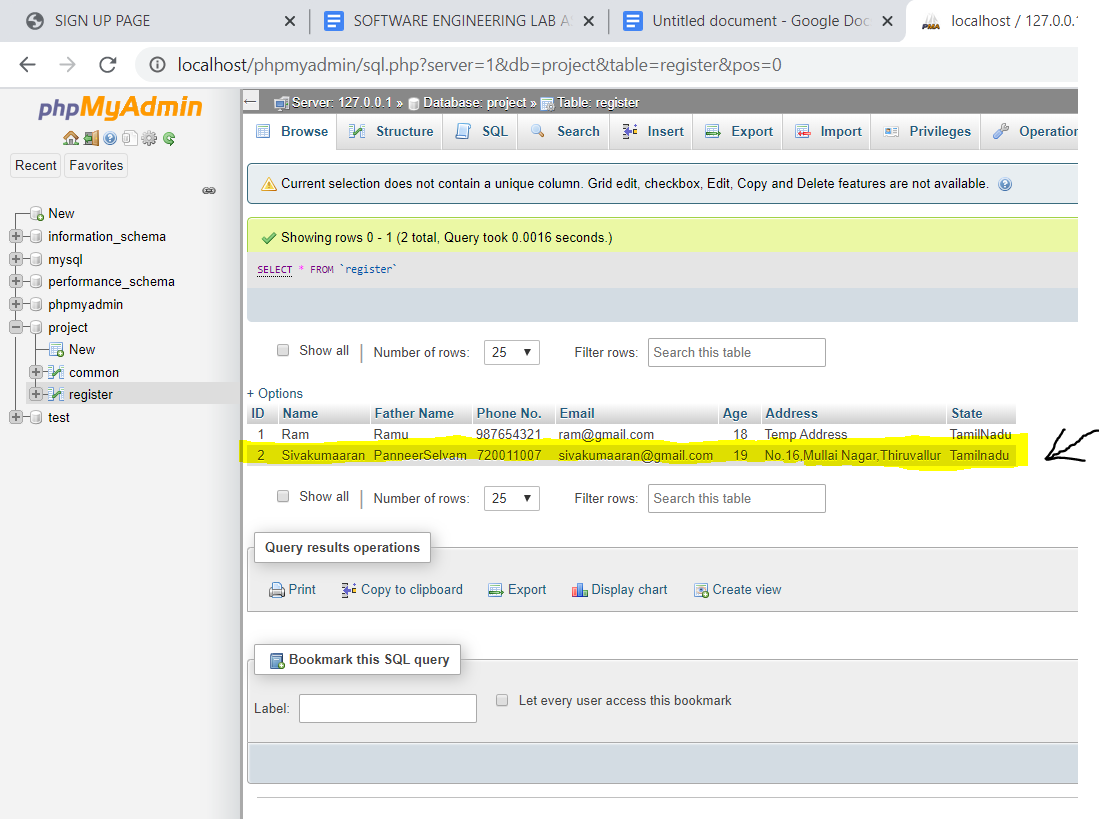 SIGN UP PAGE
SOFTWARE ENGINEERING LAB A
Untitled document - Google Doc
localhost / 127.0.0.1
localhost/phpmyadmin/sql.php?server=1&db=project&table=register&pos=0
phpMyAdmin
Recent Favorites
New
information_schema
mysql
performance_schema
phpmyadmin
project
New
common
register
test
Server: 127.0.0.1 » Database: project » Table: register
Browse Structure SQL Search Insert Export Import Privileges Operation
Current selection does not contain a unique column. Grid edit, checkbox, Edit, Copy and Delete features are not available.
Showing rows 0 - 1 (2 total, Query took 0.0016 seconds.)
SELECT * FROM `register`
Show all | Number of rows: 25 Filter rows: Search this table
+ Options
ID Name Father Name Phone No. Email Age Address State
1 Ram Ramu 987654321 ram@gmail.com 18 Temp Address TamilNadu
2 Sivakumaaran PanneerSelvam 720011007 sivakumaaran@gmail.com 19 No.16,Mullai Nagar,Thiruvallur Tamilnadu
Show all | Number of rows: 25 Filter rows: Search this table
Query results operations
Print Copy to clipboard Export Display chart Create view
Bookmark this SQL query
Label: Let every user access this bookmark